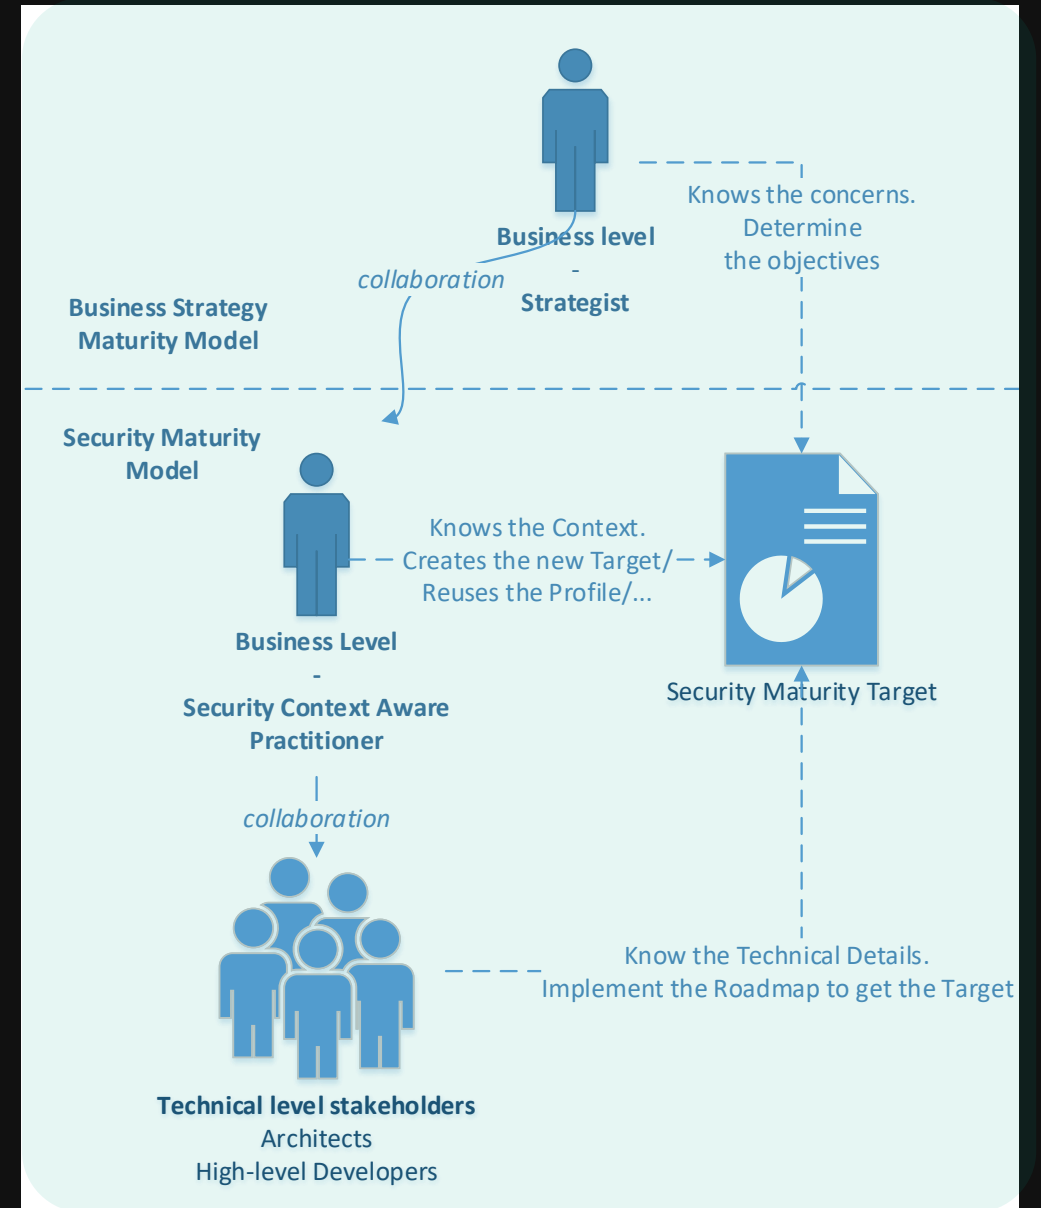 Knows the concerns.
Determine
the objectives
Business level
-
Strategist
collaboration
Business Strategy
Maturity Model
Security Maturity
Model
Knows the Context.
Creates the new Target/
Reuses the Profile/...
Business Level
-
Security Context Aware
Practitioner
Security Maturity Target
collaboration
Know the Technical Details.
Implement the Roadmap to get the Target
Technical level stakeholders
Architects
High-level Developers